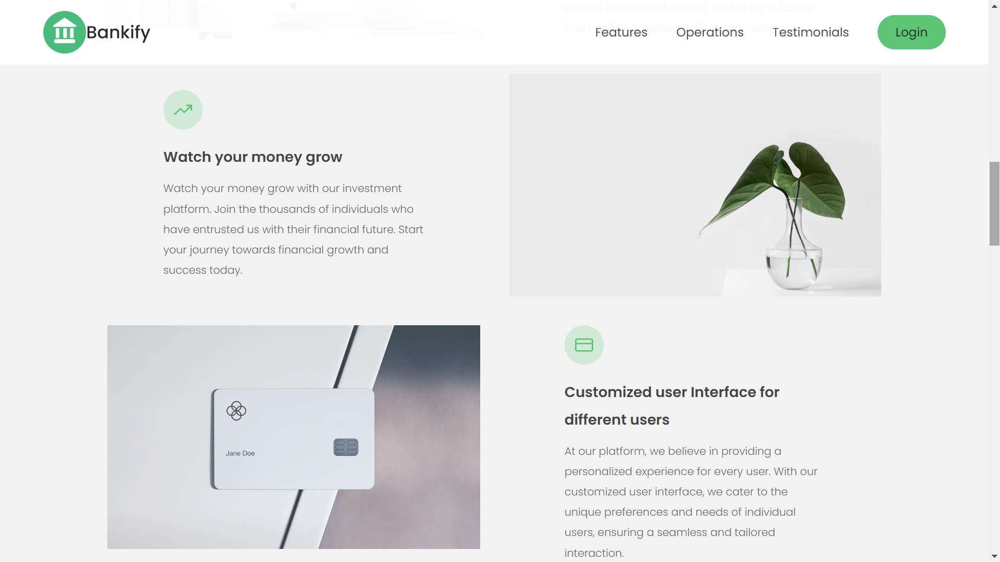 access innovative features, and enjoy a hassle-
Bankify
Features
Operations
Testimonials
Login
Watch your money grow
Watch your money grow with our investment
platform. Join the thousands of individuals who
have entrusted us with their financial future. Start
your journey towards financial growth and
success today.
Jane Doe
Customized user Interface for
different users
At our platform, we believe in providing a
personalized experience for every user. With our
customized user interface, we cater to the
unique preferences and needs of individual
users, ensuring a seamless and tailored
interaction.